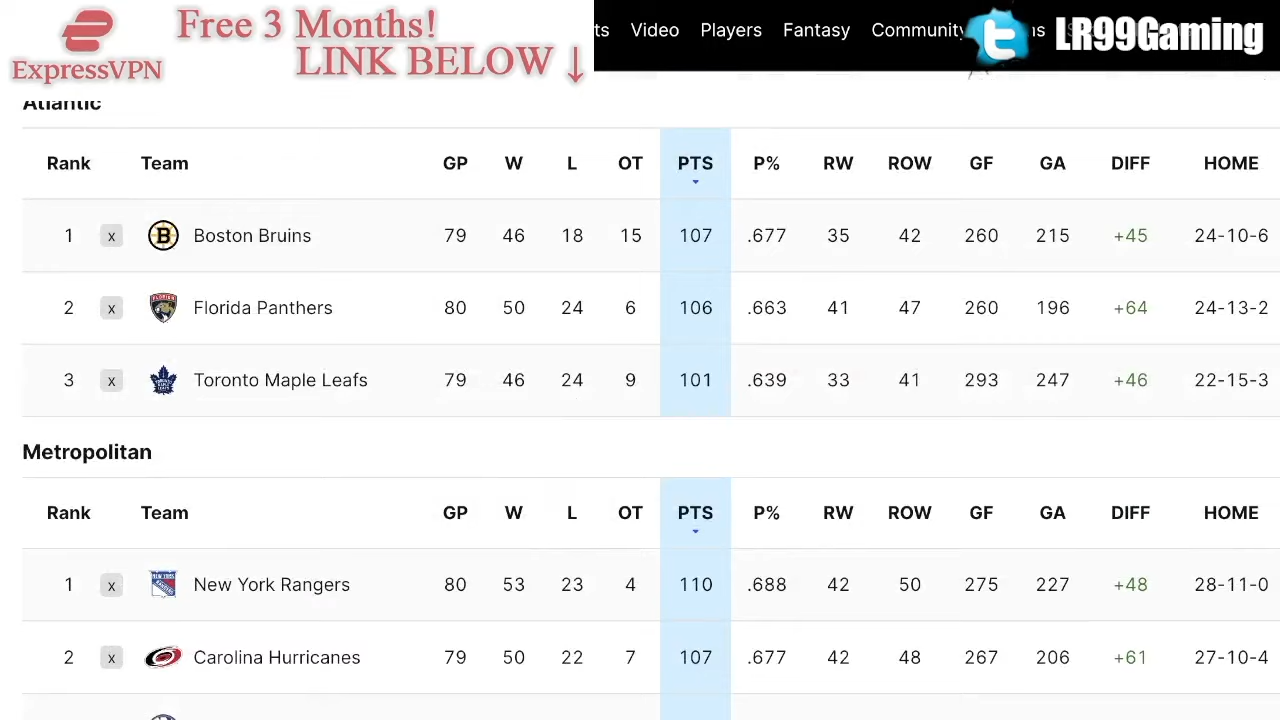 Free 3 Months!
ExpressVPN LINK BELOW ↓
ts Video Players Fantasy Community ns LR99Gaming
Atlantic
Rank Team GP W L OT PTS P% RW ROW GF GA DIFF HOME
1 x B Boston Bruins 79 46 18 15 107 .677 35 42 260 215 +45 24-10-6
2 x Florida Panthers 80 50 24 6 106 .663 41 47 260 196 +64 24-13-2
3 x Toronto Maple Leafs 79 46 24 9 101 .639 33 41 293 247 +46 22-15-3
Metropolitan
Rank Team GP W L OT PTS P% RW ROW GF GA DIFF HOME
1 x New York Rangers 80 53 23 4 110 .688 42 50 275 227 +48 28-11-0
2 x Carolina Hurricanes 79 50 22 7 107 .677 42 48 267 206 +61 27-10-4